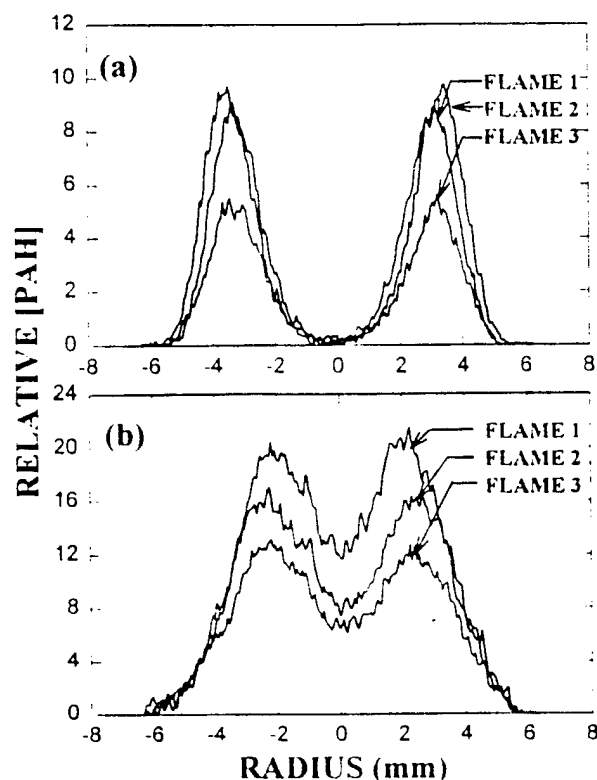 12
(a)
10
FLAME 1
8
FLAME 2
FLAME 3
6
4
2
0
-8 -6 -4 -2 0 2 4 6 8
24
(b)
20
FLAME 1
FLAME 2
16
FLAME 3
12
8
4
0
-8 -6 -4 -2 0 2 4 6 8
RELATIVE [PAH]
RADIUS (mm)